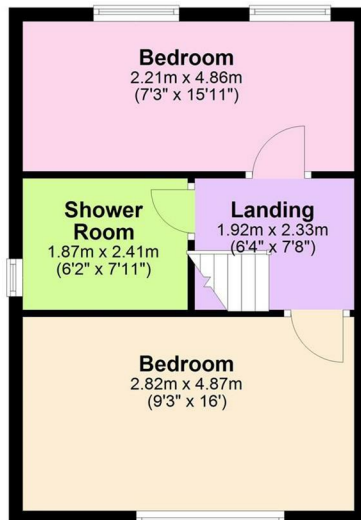 Bedroom
2.21m x 4.86m
(7'3" x 15'11")
Shower
Room
1.87m x 2.41m
(6'2" x 7'11")
Landing
1.92m x 2.33m
(6'4" x 7'8")
Bedroom
2.82m x 4.87m
(9'3" x 16')